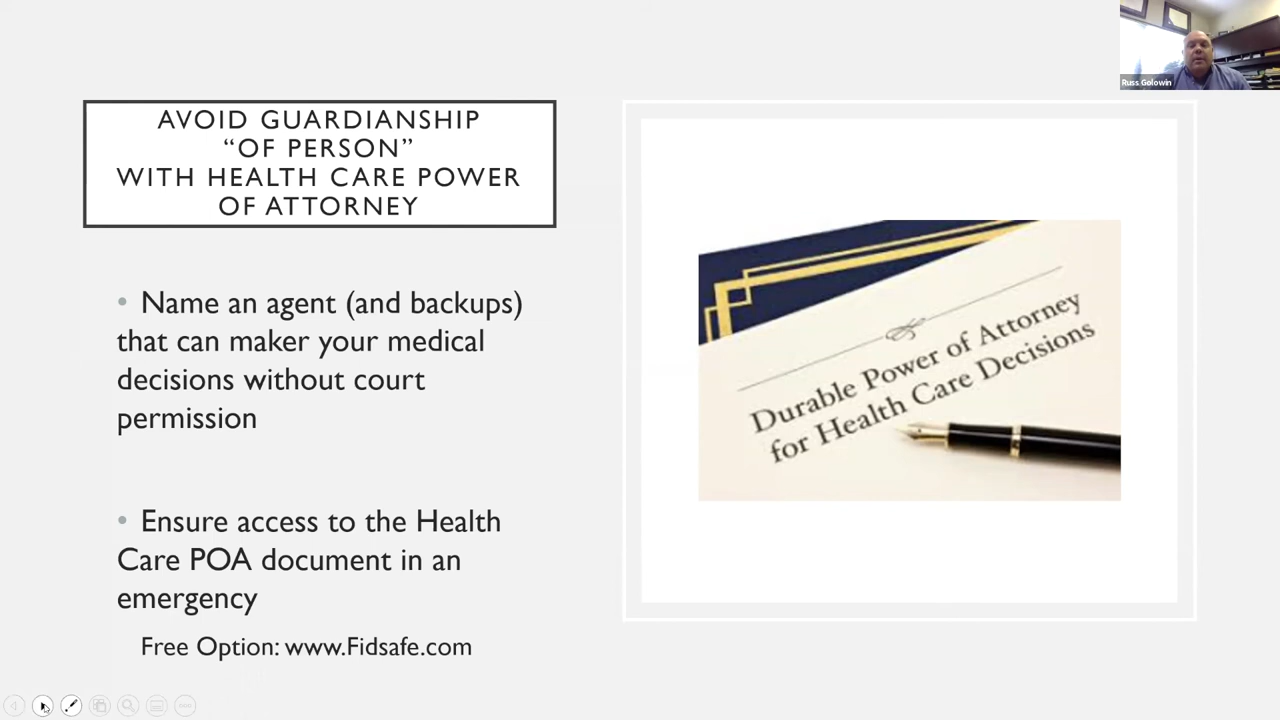 Russ Golowin
AVOID GUARDIANSHIP
“OF PERSON”
WITH HEALTH CARE POWER
OF ATTORNEY
• Name an agent (and backups)
that can maker your medical
decisions without court
permission
• Ensure access to the Health
Care POA document in an
emergency
Free Option: www.Fidsafe.com
Durable Power of Attorney
for Health Care Decisions